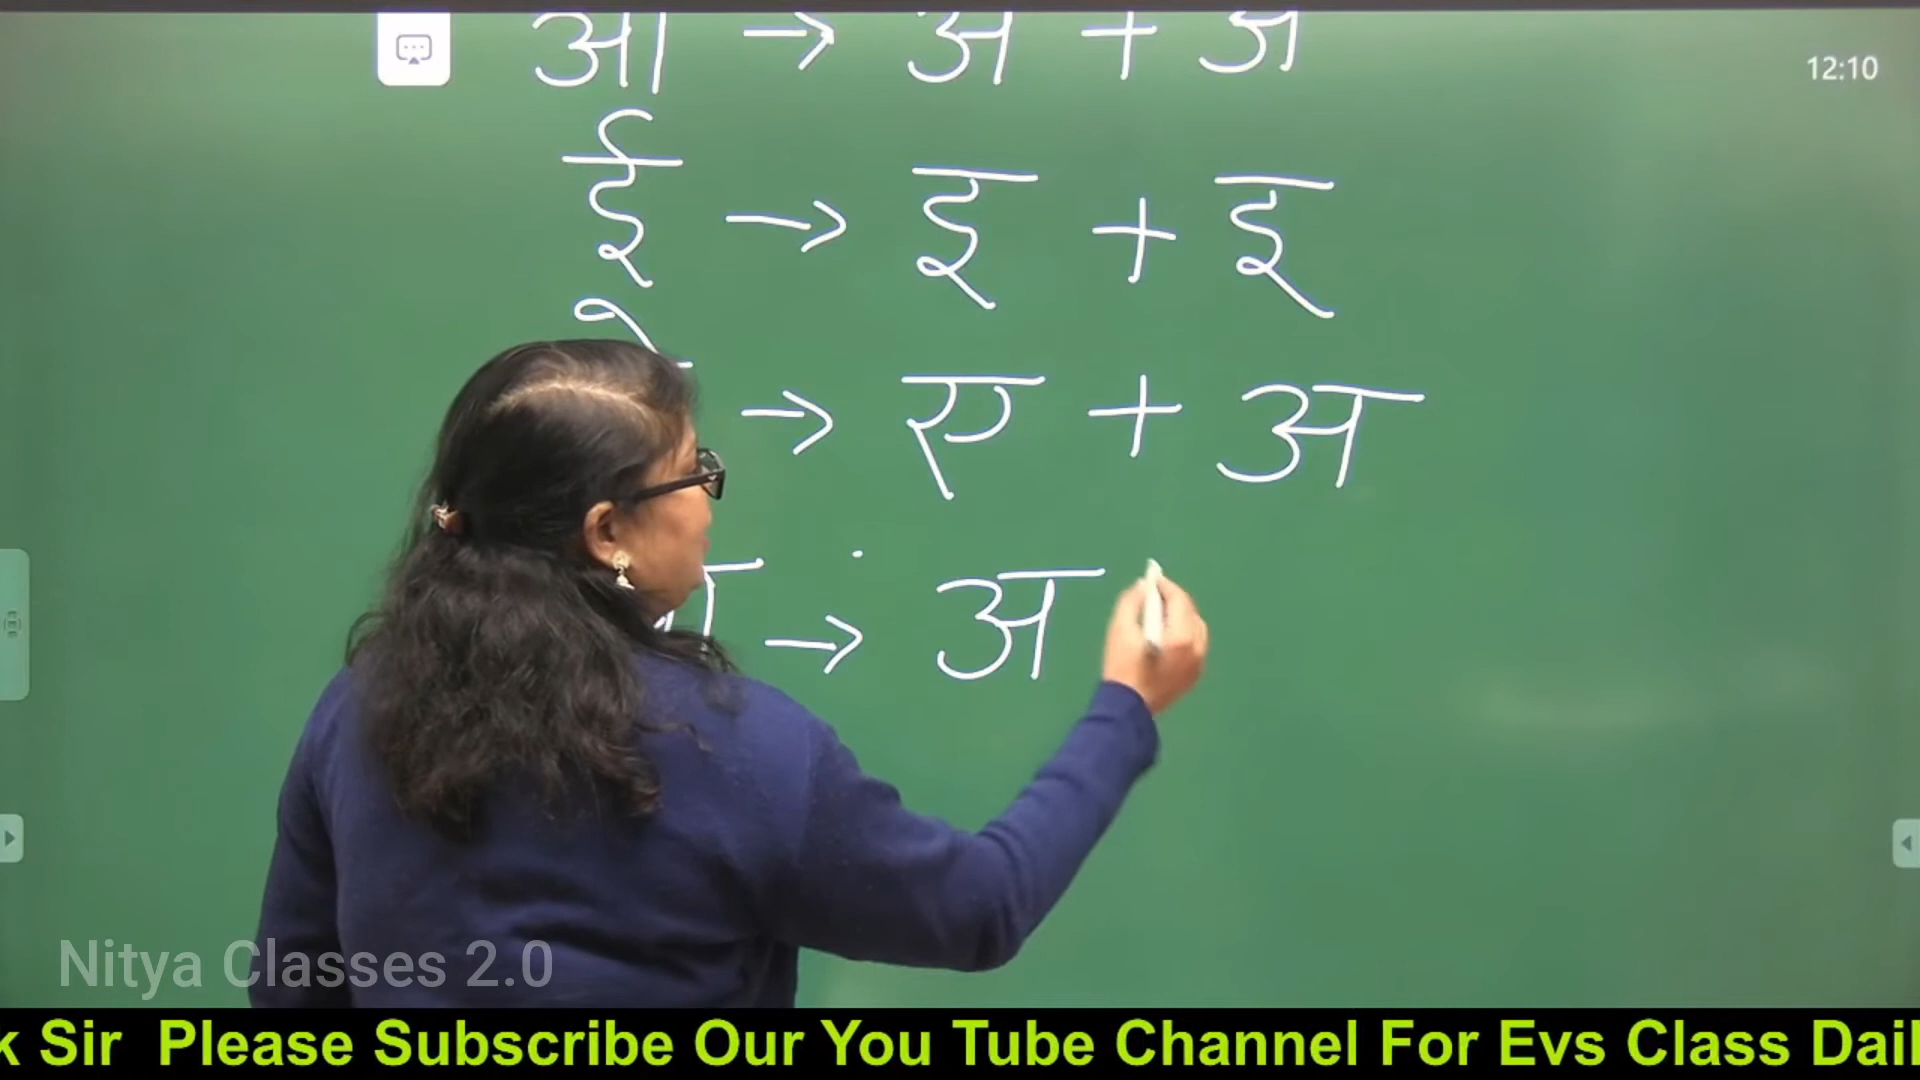 आ → अ + अ
12:10
ई → इ + इ
→ ए + अ
→ अ
Nitya Classes 2.0
k Sir Please Subscribe Our You Tube Channel For Evs Class Dail